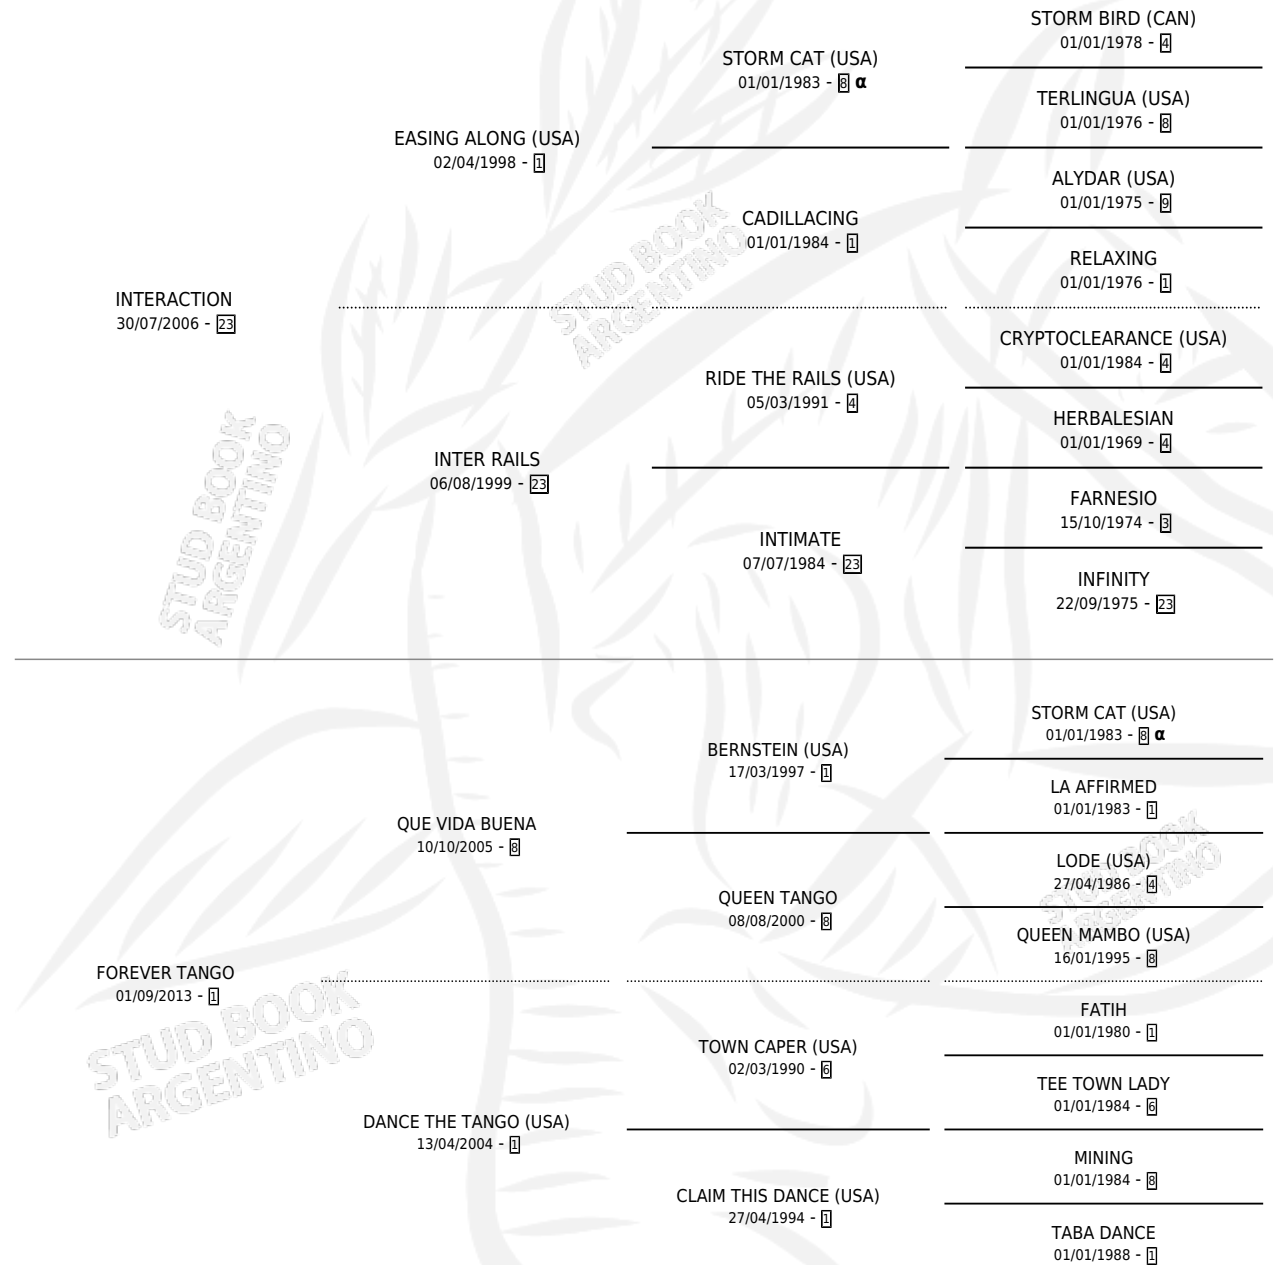 STORM BIRD (CAN)
01/01/1978 - 4
STORM CAT (USA)
01/01/1983 - 8 α
TERLINGUA (USA)
01/01/1976 - 8
EASING ALONG (USA)
02/04/1998 - 1
ALYDAR (USA)
01/01/1975 - 9
CADILLACING
01/01/1984 - 1
RELAXING
01/01/1976 - 1
INTERACTION
30/07/2006 - 23
CRYPTOCLEARANCE (USA)
01/01/1984 - 4
RIDE THE RAILS (USA)
05/03/1991 - 4
HERBALESIAN
01/01/1969 - 4
INTER RAILS
06/08/1999 - 23
FARNESIO
15/10/1974 - 3
INTIMATE
07/07/1984 - 23
INFINITY
22/09/1975 - 23
STUD BOOK
ARGENTINO
STUD BOOK
ARGENTINO
STORM CAT (USA)
01/01/1983 - 8 α
BERNSTEIN (USA)
17/03/1997 - 1
LA AFFIRMED
01/01/1983 - 1
QUE VIDA BUENA
10/10/2005 - 8
LODE (USA)
27/04/1986 - 4
QUEEN TANGO
08/08/2000 - 8
QUEEN MAMBO (USA)
16/01/1995 - 8
FOREVER TANGO
01/09/2013 - 1
FATIH
01/01/1980 - 1
TOWN CAPER (USA)
02/03/1990 - 6
TEE TOWN LADY
01/01/1984 - 6
DANCE THE TANGO (USA)
13/04/2004 - 1
MINING
01/01/1984 - 8
CLAIM THIS DANCE (USA)
27/04/1994 - 1
TABA DANCE
01/01/1988 - 1
STUD BOOK
ARGENTINO
STUD BOOK
ARGENTINO